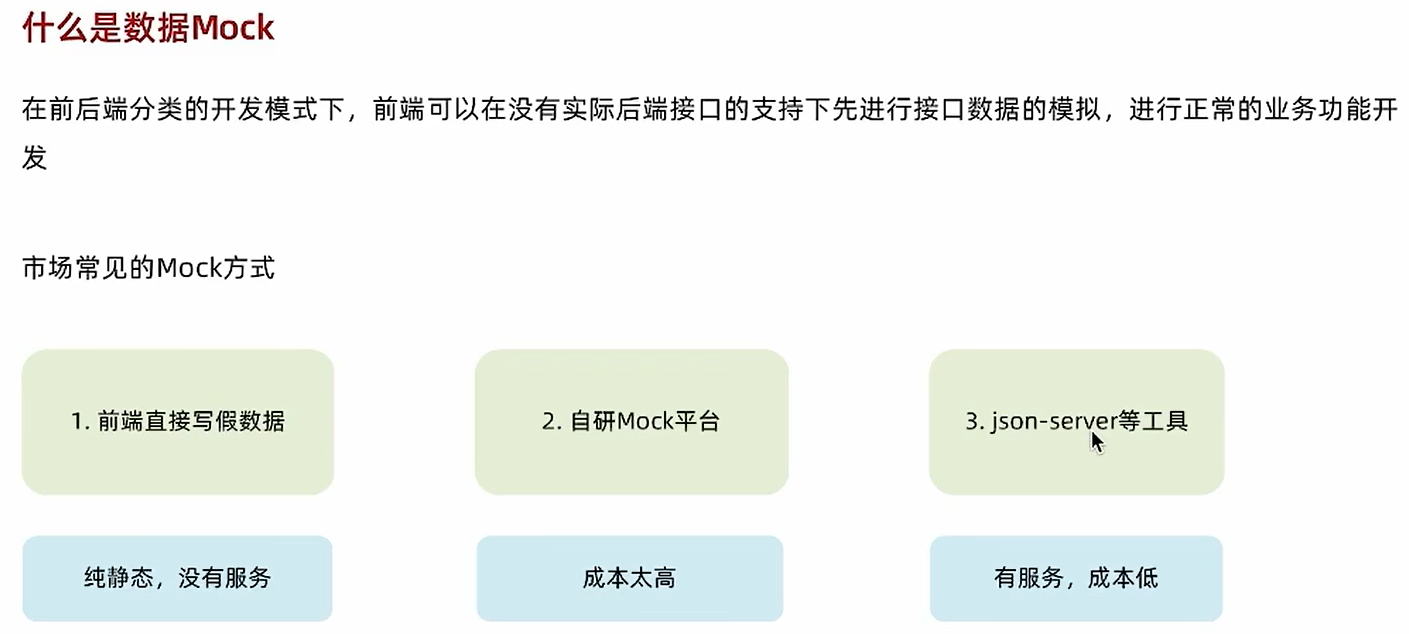 什么是数据Mock
在前后端分类的开发模式下，前端可以在没有实际后端接口的支持下先进行接口数据的模拟，进行正常的业务功能开
发
市场常见的Mock方式
1. 前端直接写假数据
2. 自研Mock平台
3. json-server等工具
纯静态，没有服务
成本太高
有服务，成本低